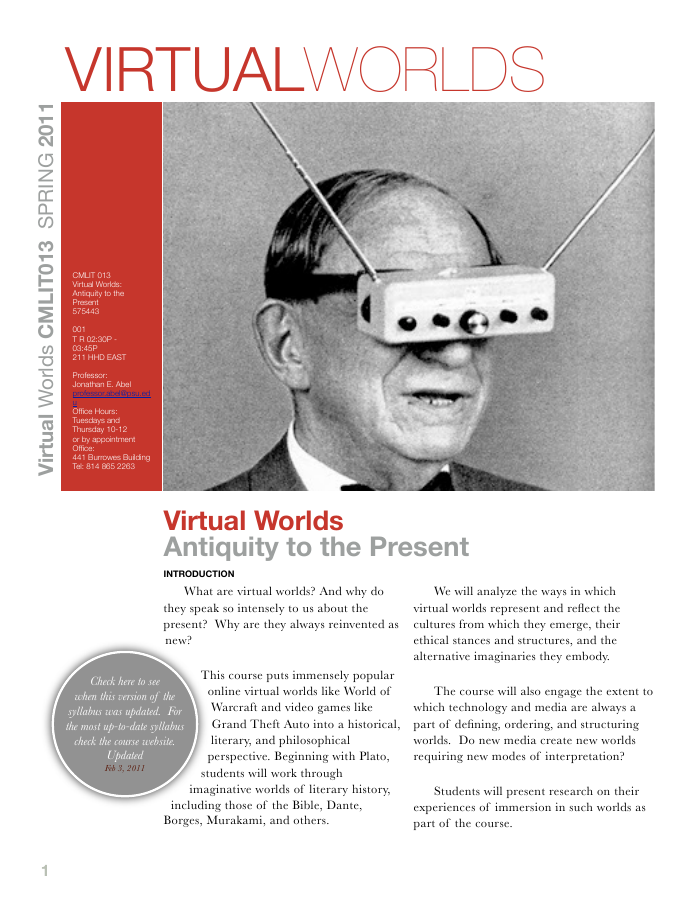 VIRTUALWORLDS
Virtual Worlds CMLIT013 SPRING 2011
CMLIT 013
Virtual Worlds:
Antiquity to the
Present
575443
001
T R 02:30P -
03:45P
211 HHD EAST
Professor:
Jonathan E. Abel
professor.abel@psu.ed
u
Office Hours:
Tuesdays and
Thursday 10-12
or by appointment
Office:
441 Burrowes Building
Tel: 814 865 2263
Virtual Worlds
Antiquity to the Present
INTRODUCTION
What are virtual worlds? And why do
they speak so intensely to us about the
present? Why are they always reinvented as
new?
This course puts immensely popular
online virtual worlds like World of
Warcraft and video games like
Grand Theft Auto into a historical,
literary, and philosophical
perspective. Beginning with Plato,
students will work through
imaginative worlds of literary history,
including those of the Bible, Dante,
Borges, Murakami, and others.
We will analyze the ways in which
virtual worlds represent and reflect the
cultures from which they emerge, their
ethical stances and structures, and the
alternative imaginaries they embody.
The course will also engage the extent to
which technology and media are always a
part of defining, ordering, and structuring
worlds. Do new media create new worlds
requiring new modes of interpretation?
Students will present research on their
experiences of immersion in such worlds as
part of the course.
Check here to see
when this version of the
syllabus was updated. For
the most up-to-date syllabus
check the course website.
Updated
Feb 3, 2011
1